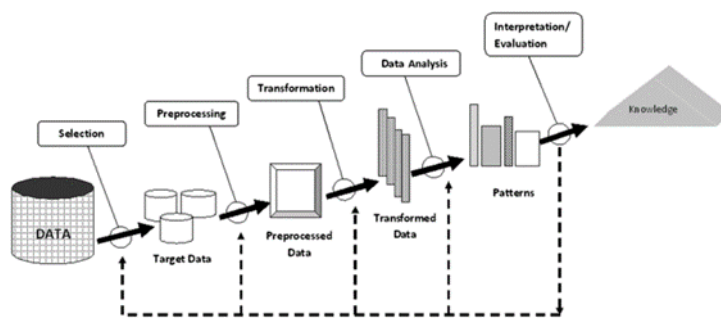 Interpretation/
Evaluation
Data Analysis
Transformation
Preprocessing
Selection
Knowledge
DATA
Target Data
Preprocessed
Data
Transformed
Data
Patterns